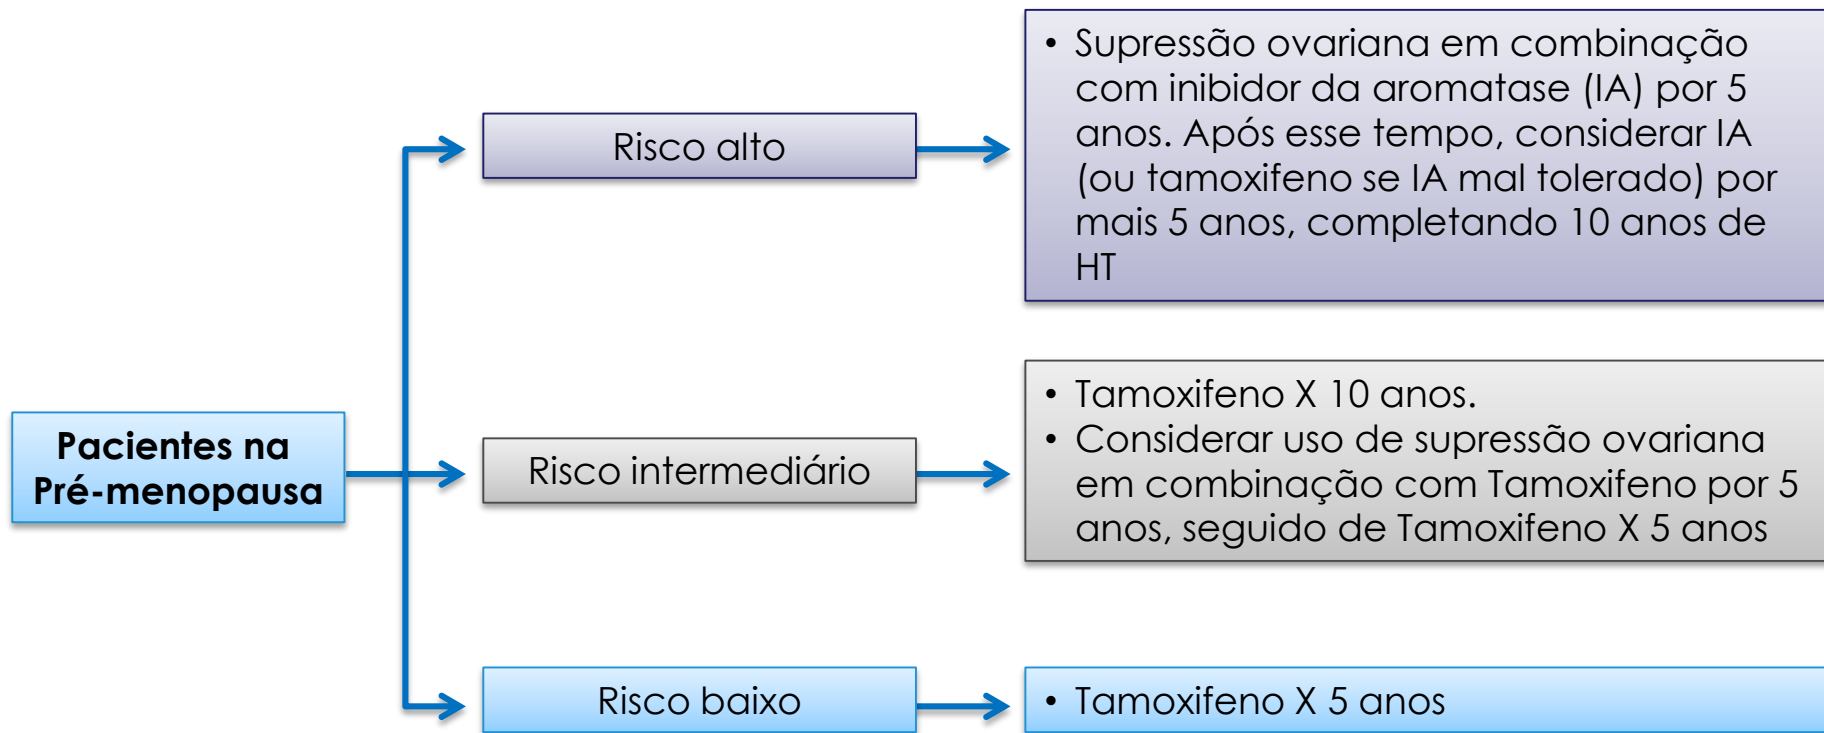 Pacientes na
Pré-menopausa
Risco alto
• Supressão ovariana em combinação
com inibidor da aromatase (IA) por 5
anos. Após esse tempo, considerar IA
(ou tamoxifeno se IA mal tolerado) por
mais 5 anos, completando 10 anos de
HT
Risco intermediário
• Tamoxifeno X 10 anos.
• Considerar uso de supressão ovariana
em combinação com Tamoxifeno por 5
anos, seguido de Tamoxifeno X 5 anos
Risco baixo
• Tamoxifeno X 5 anos